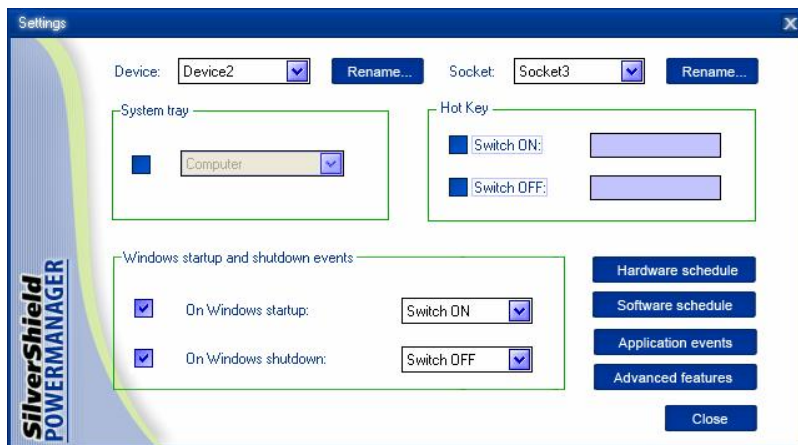 Settings
X
Device: Device2 Rename... Socket: Socket3 Rename...
System tray
Computer
Hot Key
Switch ON:
Switch OFF:
Windows startup and shutdown events
On Windows startup: Switch ON
On Windows shutdown: Switch OFF
Hardware schedule
Software schedule
Application events
Advanced features
Close
SilverShield
POWERMANAGER